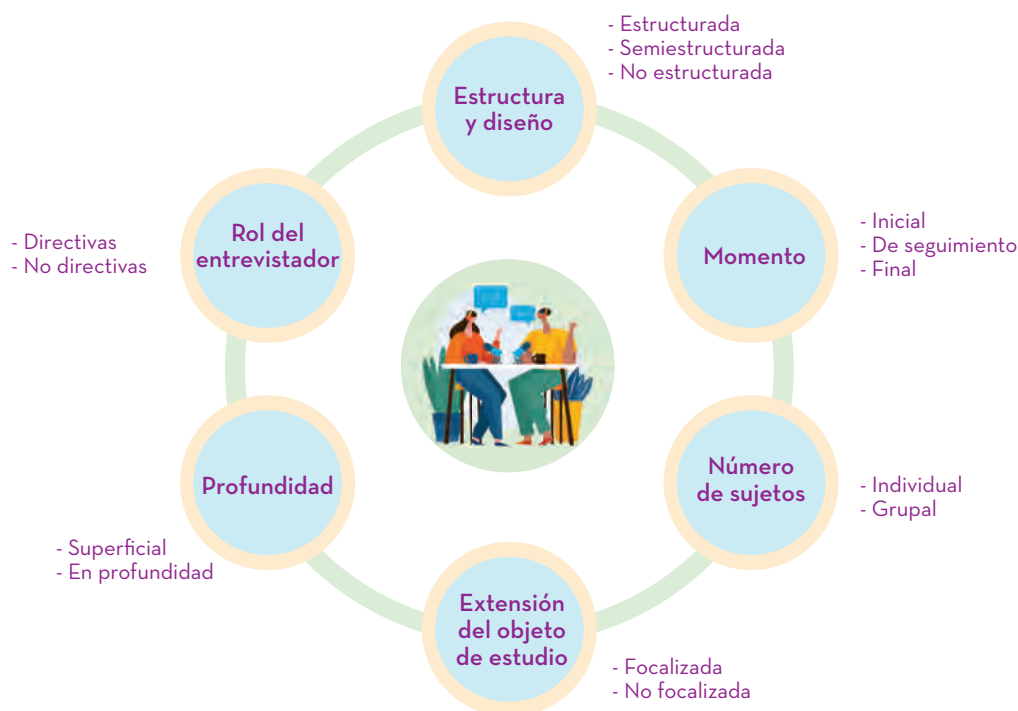 Estructura
y diseño
- Estructurada
- Semiestructurada
- No estructurada
Momento
- Inicial
- De seguimiento
- Final
Número
de sujetos
- Individual
- Grupal
Extensión
del objeto
de estudio
- Focalizada
- No focalizada
Profundidad
- Superficial
- En profundidad
Rol del
entrevistador
- Directivas
- No directivas